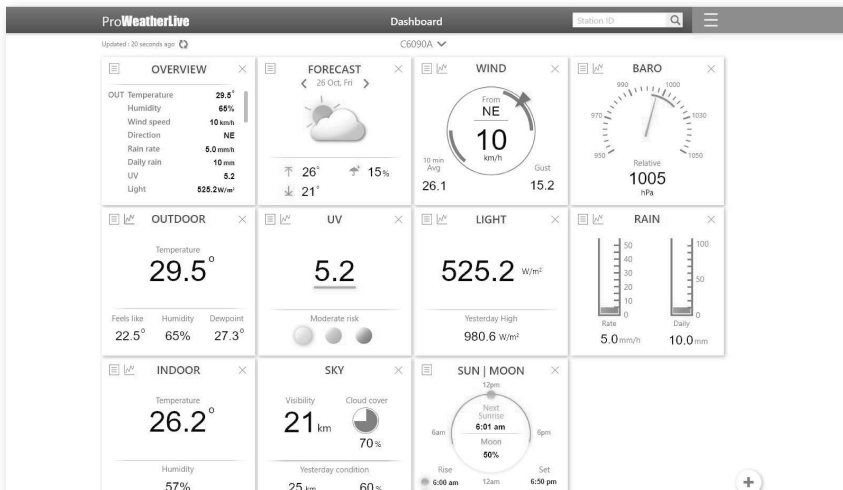 ProWeatherLive
Dashboard
Station ID
Updated : 20 seconds ago
C6090A
OVERVIEW
OUT Temperature 29.5°
Humidity 65%
Wind speed 10 km/h
Direction NE
Rain rate 5.0 mm/h
Daily rain 10 mm
UV 5.2
Light 525.2 W/m²
FORECAST
26 Oct, Fri
26° 15%
21°
WIND
From
NE
10
km/h
10 min
Avg
Gust
26.1
15.2
BARO
990 1000
970 1030
950 1050
Relative
1005
hPa
OUTDOOR
Temperature
29.5°
Feels like Humidity Dewpoint
22.5° 65% 27.3°
UV
5.2
Moderate risk
LIGHT
525.2 W/m²
Yesterday High
980.6 W/m²
RAIN
50
40
30
20
10
0
Rate
5.0 mm/h
100
50
0
Daily
10.0 mm
INDOOR
Temperature
26.2°
Humidity
57%
SKY
Visibility Cloud cover
21 km
70%
Yesterday condition
25 km 60%
SUN | MOON
12pm
Next
Sunrise
6:01 am
6am 6pm
Moon
50%
Rise Set
6:00 am 12am 6:50 pm